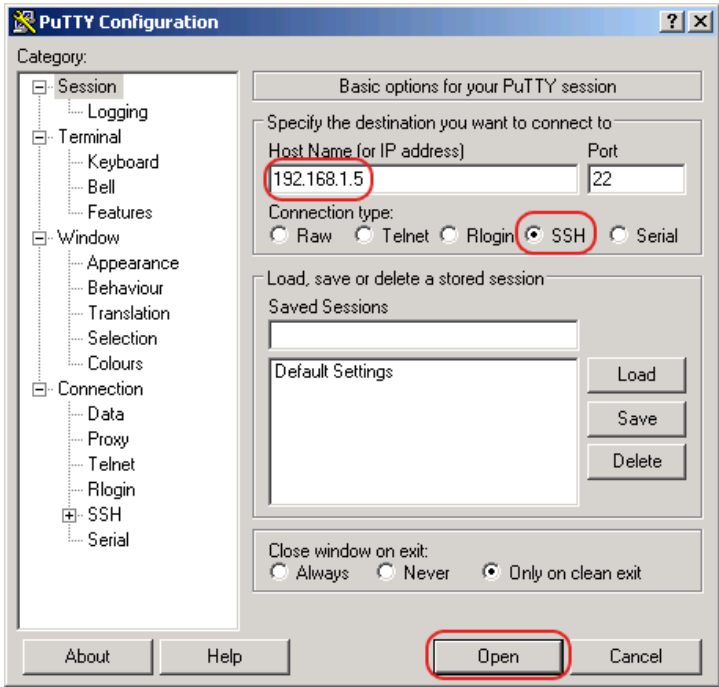 PuTTY Configuration
Category:
Session
Logging
Terminal
Keyboard
Bell
Features
Window
Appearance
Behaviour
Translation
Selection
Colours
Connection
Data
Proxy
Telnet
Rlogin
SSH
Serial
Basic options for your PuTTY session
Specify the destination you want to connect to
Host Name (or IP address) Port
192.168.1.5 22
Connection type:
Raw Telnet Rlogin SSH Serial
Load, save or delete a stored session
Saved Sessions
Default Settings
Load
Save
Delete
Close window on exit:
Always Never Only on clean exit
About Help Open Cancel